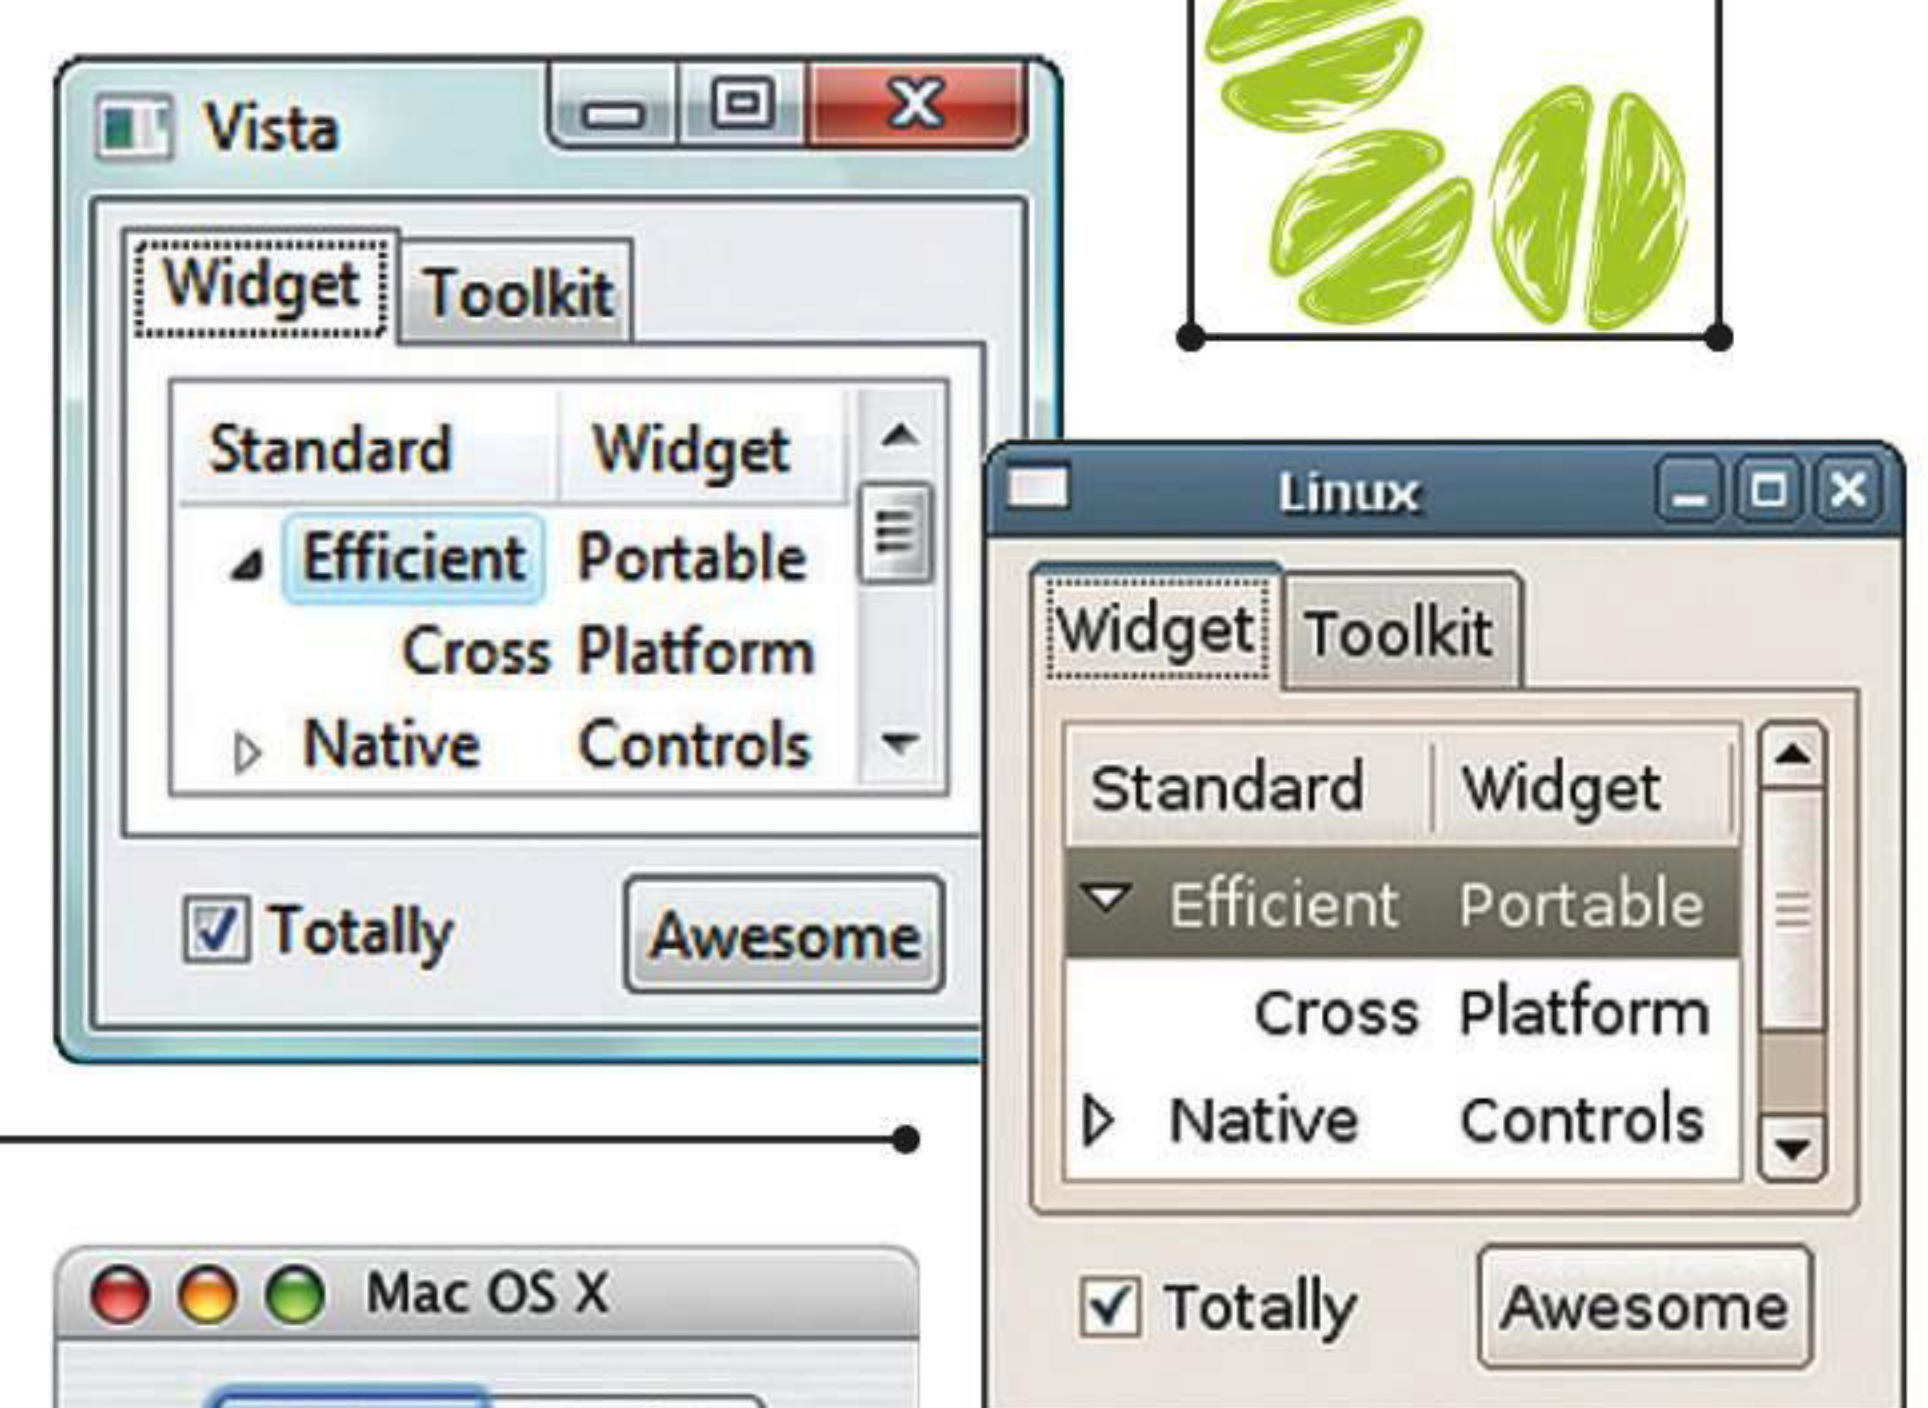 Vista
Widget Toolkit
Standard Widget
Efficient Portable
Cross Platform
Native Controls
Totally Awesome
Linux
Widget Toolkit
Standard Widget
Efficient Portable
Cross Platform
Native Controls
Totally Awesome
Mac OS X